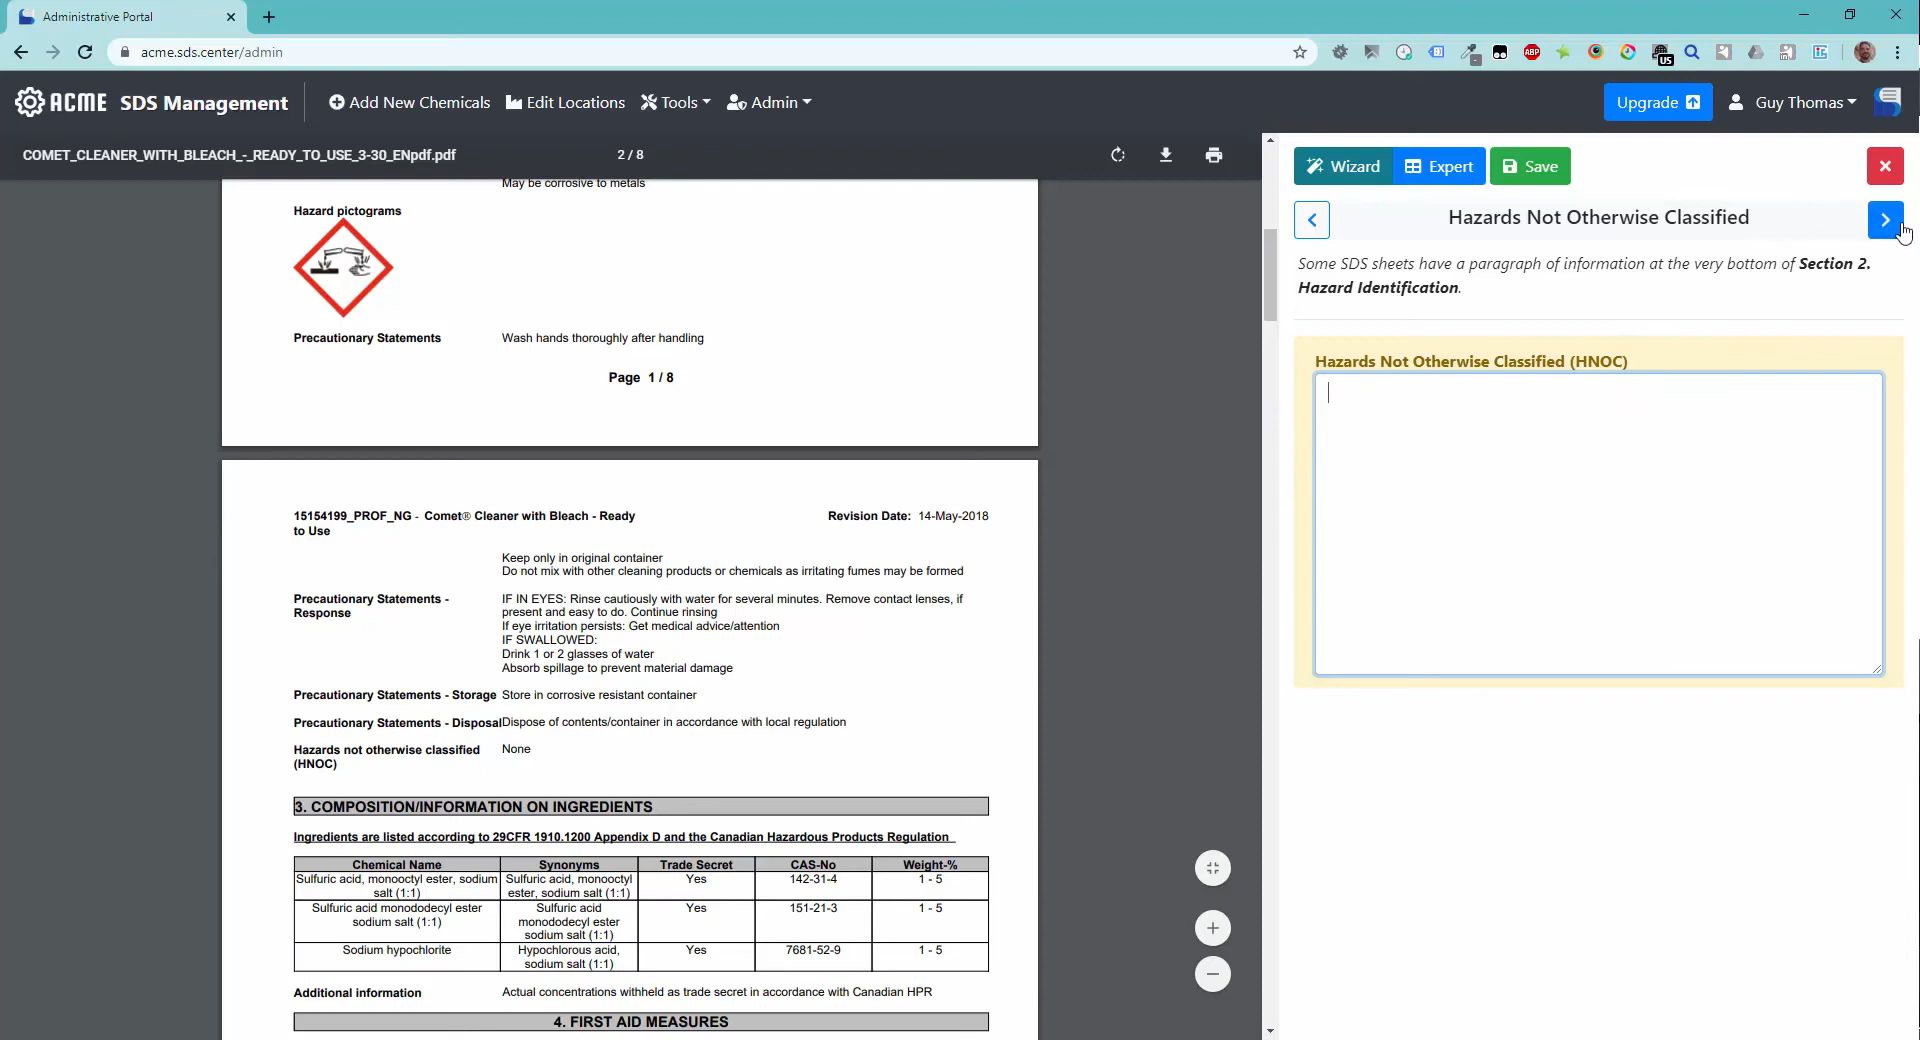 Administrative Portal
acme.sds.center/admin
ABP
US
ACME SDS Management
Add New Chemicals
Edit Locations
Tools
Admin
Upgrade
Guy Thomas
COMET_CLEANER_WITH_BLEACH_-_READY_TO_USE_3-30_ENpdf.pdf
2 / 8
May be corrosive to metals
Hazard pictograms
Precautionary Statements
Wash hands thoroughly after handling
Page 1 / 8
15154199_PROF_NG - Comet® Cleaner with Bleach - Ready
to Use
Revision Date: 14-May-2018
Keep only in original container
Do not mix with other cleaning products or chemicals as irritating fumes may be formed
Precautionary Statements -
Response
IF IN EYES: Rinse cautiously with water for several minutes. Remove contact lenses, if
present and easy to do. Continue rinsing
If eye irritation persists: Get medical advice/attention
IF SWALLOWED:
Drink 1 or 2 glasses of water
Absorb spillage to prevent material damage
Precautionary Statements - Storage Store in corrosive resistant container
Precautionary Statements - Disposal Dispose of contents/container in accordance with local regulation
Hazards not otherwise classified
(HNOC)
None
3. COMPOSITION/INFORMATION ON INGREDIENTS
Ingredients are listed according to 29CFR 1910.1200 Appendix D and the Canadian Hazardous Products Regulation
Chemical Name Synonyms Trade Secret CAS-No Weight-%
Sulfuric acid, monooctyl ester, sodium
salt (1:1)
Sulfuric acid, monooctyl
ester, sodium salt (1:1)
Yes 142-31-4 1 - 5
Sulfuric acid monododecyl ester
sodium salt (1:1)
Sulfuric acid
monododecyl ester
sodium salt (1:1)
Yes 151-21-3 1 - 5
Sodium hypochlorite
Hypochlorous acid,
sodium salt (1:1)
Yes 7681-52-9 1 - 5
Additional information
Actual concentrations withheld as trade secret in accordance with Canadian HPR
4. FIRST AID MEASURES
Wizard
Expert
Save
Hazards Not Otherwise Classified
Some SDS sheets have a paragraph of information at the very bottom of Section 2.
Hazard Identification.
Hazards Not Otherwise Classified (HNOC)